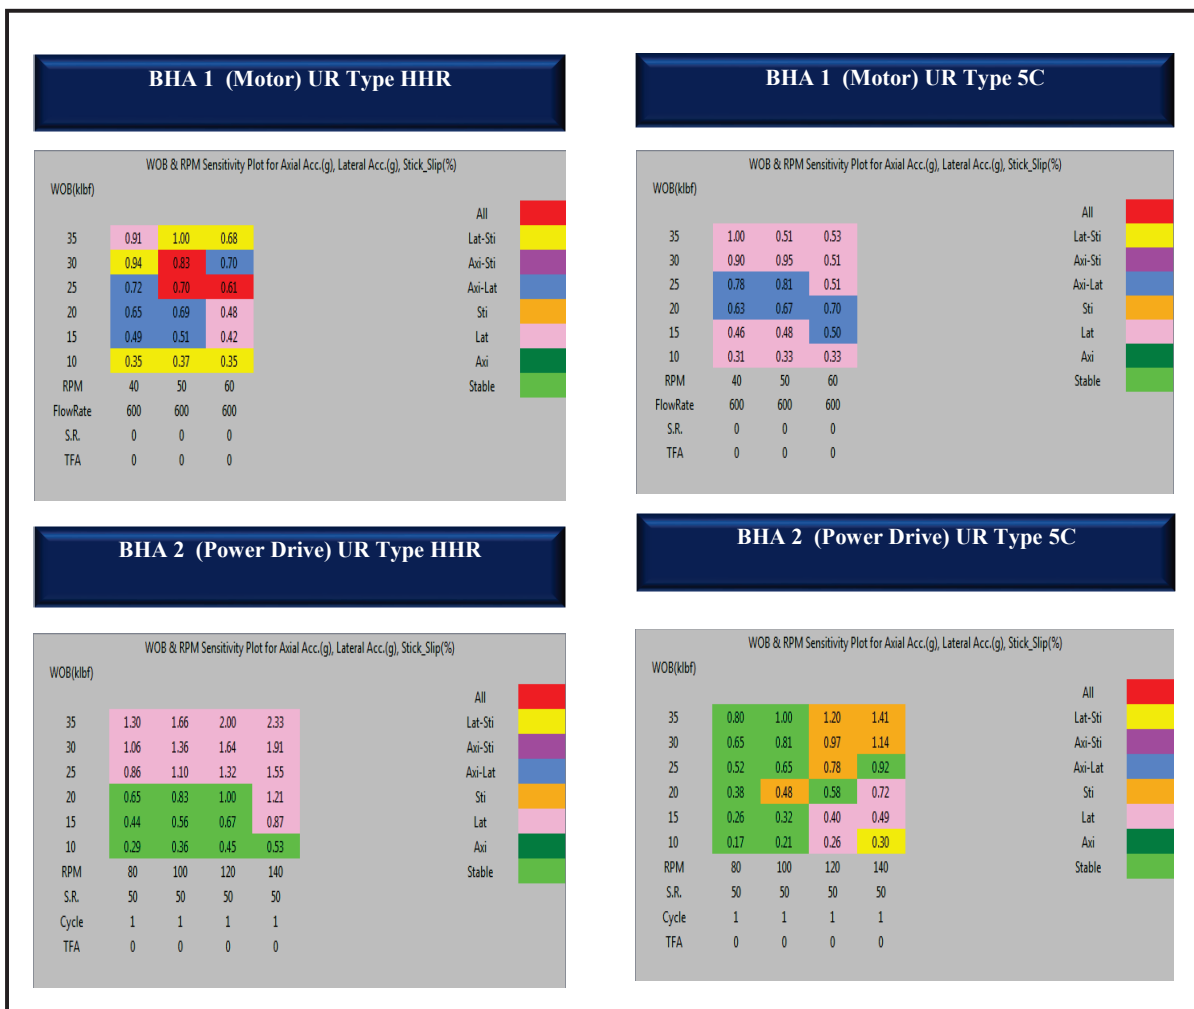 BHA 1 (Motor) UR Type HHR
WOB & RPM Sensitivity Plot for Axial Acc.(g), Lateral Acc.(g), Stick_Slip(%)
WOB(klbf)
All
35 0.91 1.00 0.68 Lat-Sti
30 0.94 0.83 0.70 Axi-Sti
25 0.72 0.70 0.61 Axi-Lat
20 0.65 0.69 0.48 Sti
15 0.49 0.51 0.42 Lat
10 0.35 0.37 0.35 Axi
RPM 40 50 60 Stable
FlowRate 600 600 600
S.R. 0 0 0
TFA 0 0 0
BHA 1 (Motor) UR Type 5C
WOB & RPM Sensitivity Plot for Axial Acc.(g), Lateral Acc.(g), Stick_Slip(%)
WOB(klbf)
All
35 1.00 0.51 0.53 Lat-Sti
30 0.90 0.95 0.51 Axi-Sti
25 0.78 0.81 0.51 Axi-Lat
20 0.63 0.67 0.70 Sti
15 0.46 0.48 0.50 Lat
10 0.31 0.33 0.33 Axi
RPM 40 50 60 Stable
FlowRate 600 600 600
S.R. 0 0 0
TFA 0 0 0
BHA 2 (Power Drive) UR Type HHR
WOB & RPM Sensitivity Plot for Axial Acc.(g), Lateral Acc.(g), Stick_Slip(%)
WOB(klbf)
All
35 1.30 1.66 2.00 2.33 Lat-Sti
30 1.06 1.36 1.64 1.91 Axi-Sti
25 0.86 1.10 1.32 1.55 Axi-Lat
20 0.65 0.83 1.00 1.21 Sti
15 0.44 0.56 0.67 0.87 Lat
10 0.29 0.36 0.45 0.53 Axi
RPM 80 100 120 140 Stable
S.R. 50 50 50 50
Cycle 1 1 1 1
TFA 0 0 0 0
BHA 2 (Power Drive) UR Type 5C
WOB & RPM Sensitivity Plot for Axial Acc.(g), Lateral Acc.(g), Stick_Slip(%)
WOB(klbf)
All
35 0.80 1.00 1.20 1.41 Lat-Sti
30 0.65 0.81 0.97 1.14 Axi-Sti
25 0.52 0.65 0.78 0.92 Axi-Lat
20 0.38 0.48 0.58 0.72 Sti
15 0.26 0.32 0.40 0.49 Lat
10 0.17 0.21 0.26 0.30 Axi
RPM 80 100 120 140 Stable
S.R. 50 50 50 50
Cycle 1 1 1 1
TFA 0 0 0 0